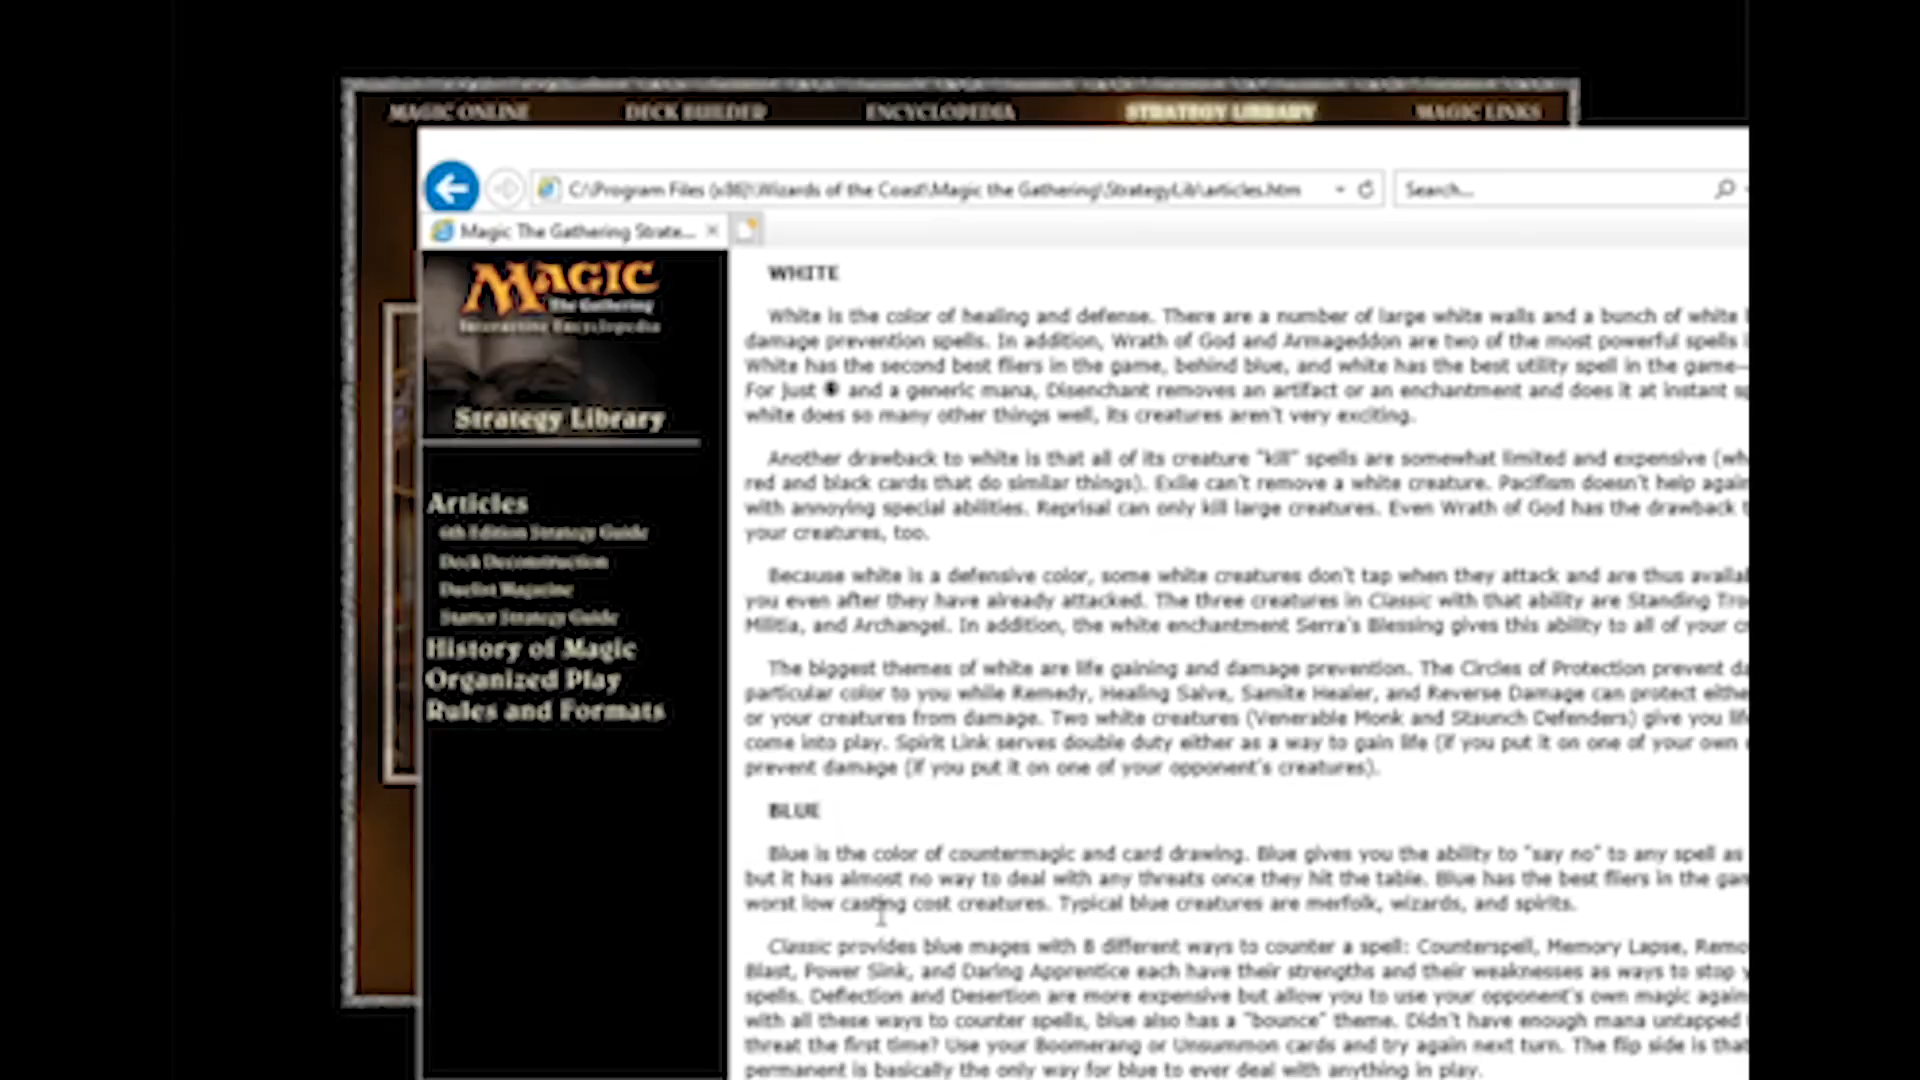 MAGIC ONLINE DECK BUILDER ENCYCLOPEDIA STRATEGY LIBRARY MAGIC LINKS
C:\Program Files (x86)\Wizards of the Coast\Magic the Gathering\StrategyLib\articles.htm Search...
Magic The Gathering Strate...
MAGIC
The Gathering
Interactive Encyclopedia
Strategy Library
Articles
6th Edition Strategy Guide
Deck Deconstruction
Duelist Magazine
Starter Strategy Guide
History of Magic
Organized Play
Rules and Formats
WHITE
White is the color of healing and defense. There are a number of large white walls and a bunch of white
damage prevention spells. In addition, Wrath of God and Armageddon are two of the most powerful spells
White has the second best fliers in the game, behind blue, and white has the best utility spell in the game—
For just and a generic mana, Disenchant removes an artifact or an enchantment and does it at instant
white does so many other things well, its creatures aren't very exciting.
Another drawback to white is that all of its creature "kill" spells are somewhat limited and expensive
red and black cards that do similar things). Exile can't remove a white creature. Pacifism doesn't help
with annoying special abilities. Reprisal can only kill large creatures. Even Wrath of God has the drawback
your creatures, too.
Because white is a defensive color, some white creatures don't tap when they attack and are thus
you even after they have already attacked. The three creatures in Classic with that ability are Standing
Militia, and Archangel. In addition, the white enchantment Serra's Blessing gives this ability to all of your
The biggest themes of white are life gaining and damage prevention. The Circles of Protection prevent
particular color to you while Remedy, Healing Salve, Samite Healer, and Reverse Damage can protect
or your creatures from damage. Two white creatures (Venerable Monk and Staunch Defenders) give you
come into play. Spirit Link serves double duty either as a way to gain life (if you put it on one of your own
prevent damage (if you put it on one of your opponent's creatures).
BLUE
Blue is the color of countermagic and card drawing. Blue gives you the ability to "say no" to any spell as
but it has almost no way to deal with any threats once they hit the table. Blue has the best fliers in the
worst low casting cost creatures. Typical blue creatures are merfolk, wizards, and spirits.
Classic provides blue mages with 8 different ways to counter a spell: Counterspell, Memory Lapse,
Blast, Power Sink, and Daring Apprentice each have their strengths and their weaknesses as ways to stop
spells. Deflection and Desertion are more expensive but allow you to use your opponent's own magic
with all these ways to counter spells, blue also has a "bounce" theme. Didn't have enough mana untapped
threat the first time? Use your Boomerang or Unsummon cards and try again next turn. The flip side is that
permanent is basically the only way for blue to ever deal with anything in play.